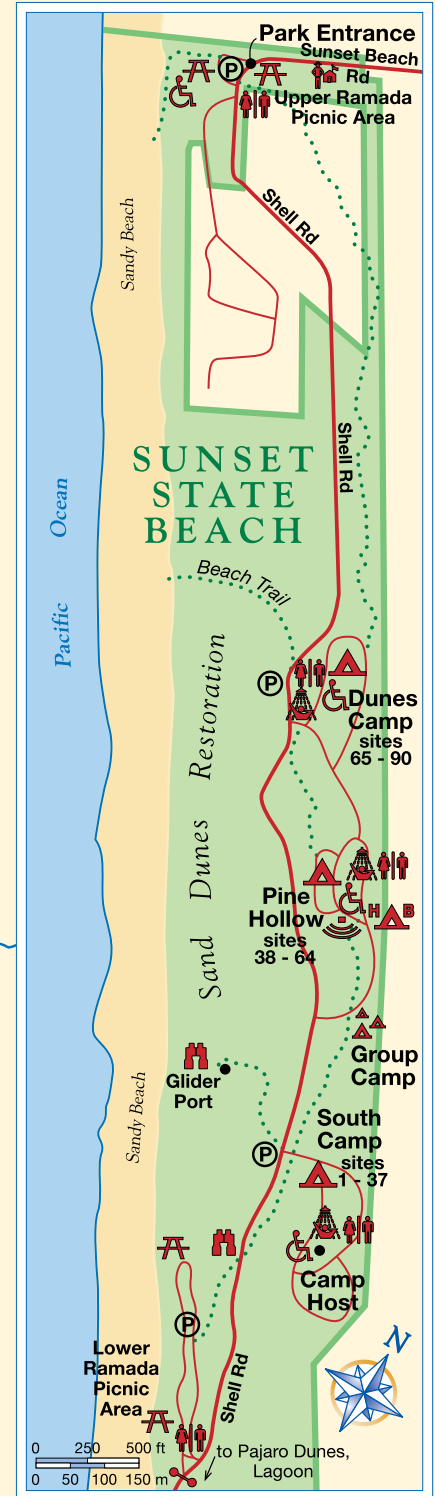 Park Entrance
Sunset Beach
Rd
P
Upper Ramada
Picnic Area
Sandy Beach
Shell Rd
Shell Rd
SUNSET
STATE
BEACH
Pacific Ocean
Beach Trail
Sand Dunes Restoration
P
Dunes
Camp
sites
65 - 90
Pine
Hollow
sites
38 - 64
H
B
Group
Camp
Glider
Port
Sandy Beach
South
Camp
sites
1 - 37
P
Camp
Host
P
Lower
Ramada
Picnic
Area
Shell Rd
N
0 250 500 ft
0 50 100 150 m
to Pajaro Dunes,
Lagoon